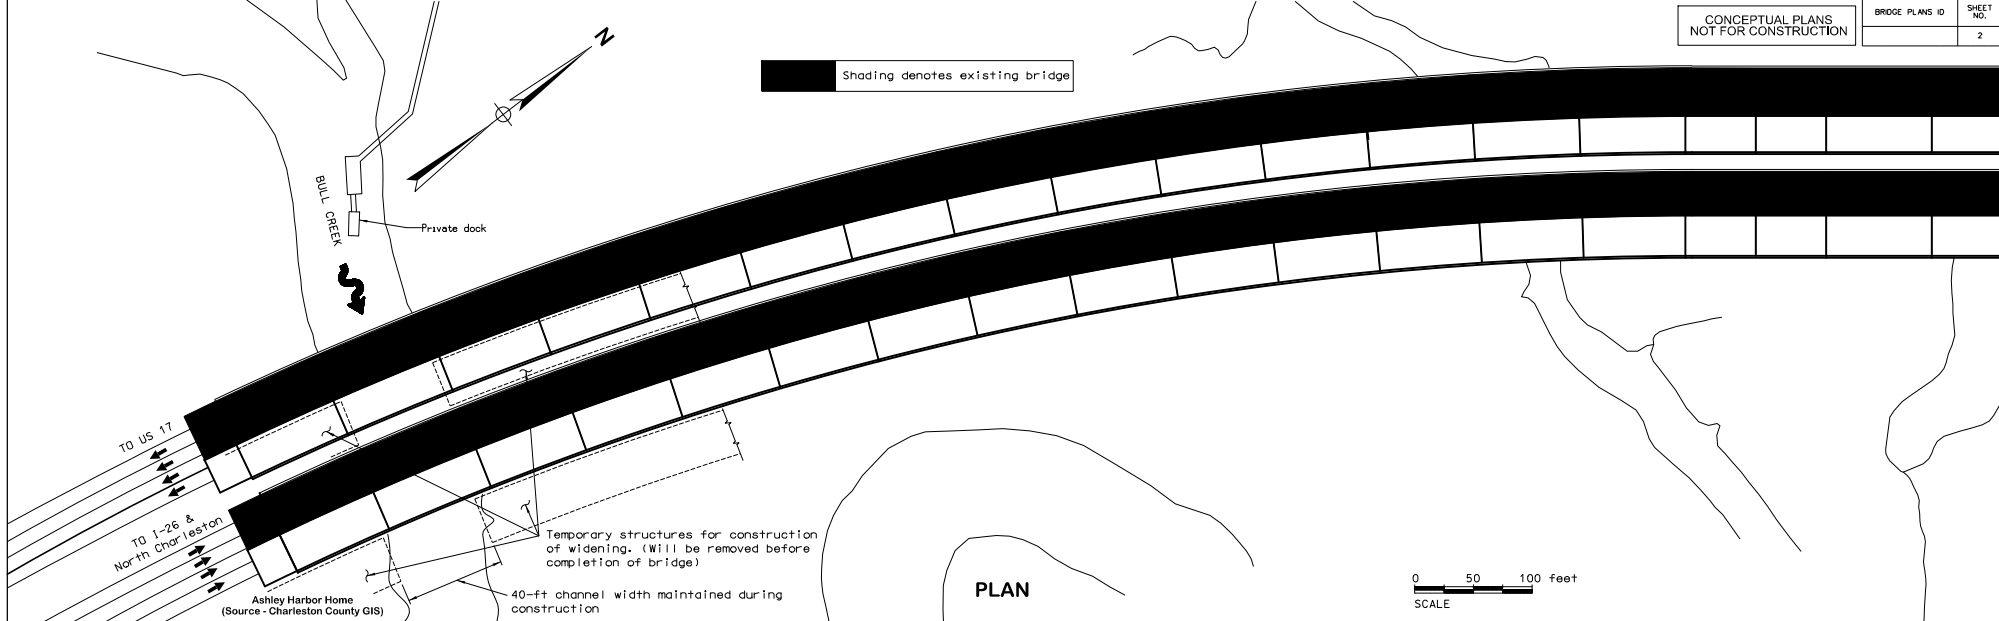 CONCEPTUAL PLANS
NOT FOR CONSTRUCTION
BRIDGE PLANS ID
SHEET
NO.
2
N
Shading denotes existing bridge
BULL CREEK
Private dock
TO US 17
TO I-26 &
North Charleston
Temporary structures for construction
of widening. (Will be removed before
completion of bridge)
40-ft channel width maintained during
construction
Ashley Harbor Home
(Source - Charleston County GIS)
PLAN
0 50 100 feet
SCALE